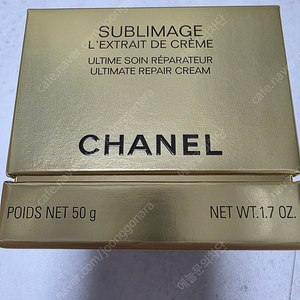 SUBLIMAGE
L'EXTRAIT DE CRÈME
ULTIME SOIN RÉPARATEUR
ULTIMATE REPAIR CREAM
CHANEL
POIDS NET 50 g
NET WT.1.7 OZ.